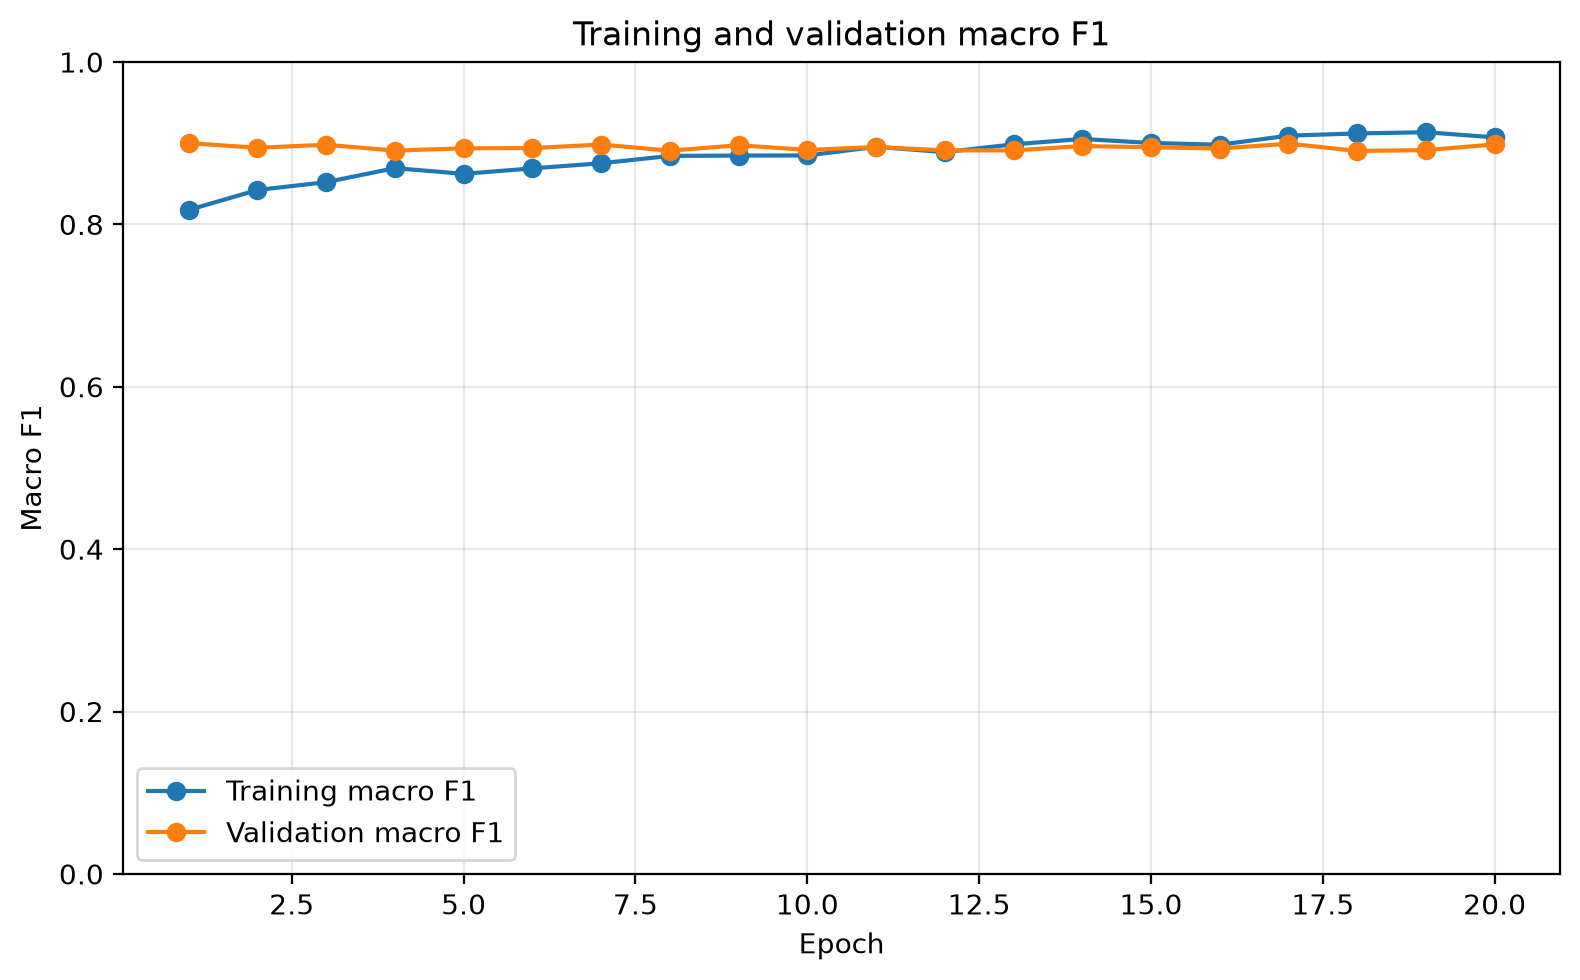 Training and validation macro F1
1.0
0.8
0.6
0.4
0.2
0.0
Macro F1
Training macro F1
Validation macro F1
2.5 5.0 7.5 10.0 12.5 15.0 17.5 20.0
Epoch